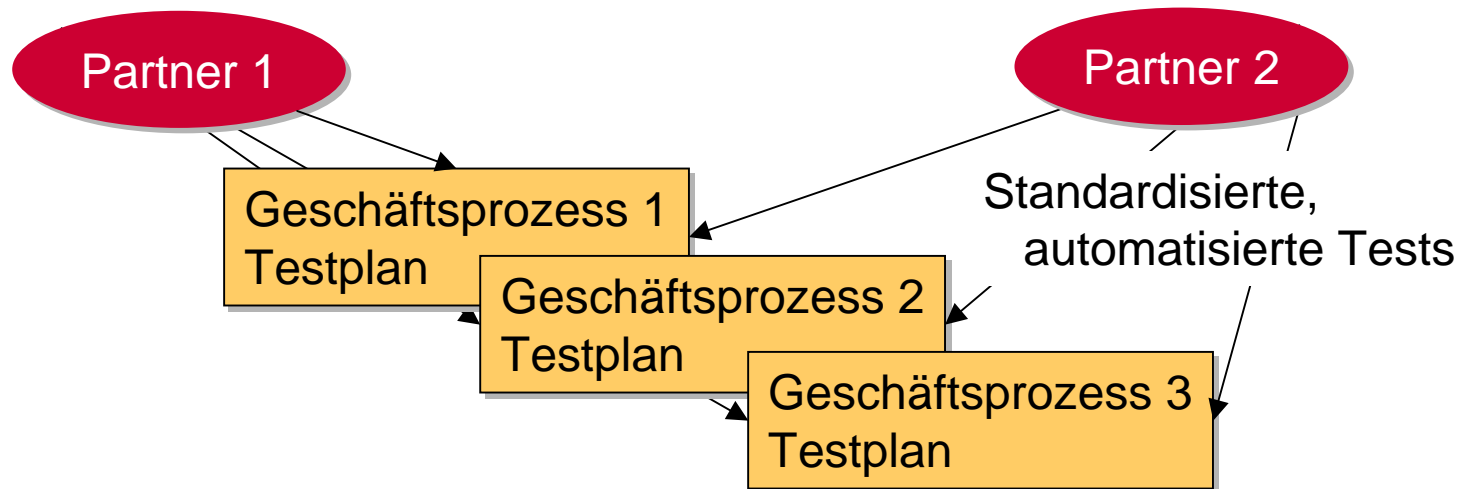 Partner 1
Partner 2
Geschäftsprozess 1
Testplan
Standardisierte,
automatisierte Tests
Geschäftsprozess 2
Testplan
Geschäftsprozess 3
Testplan